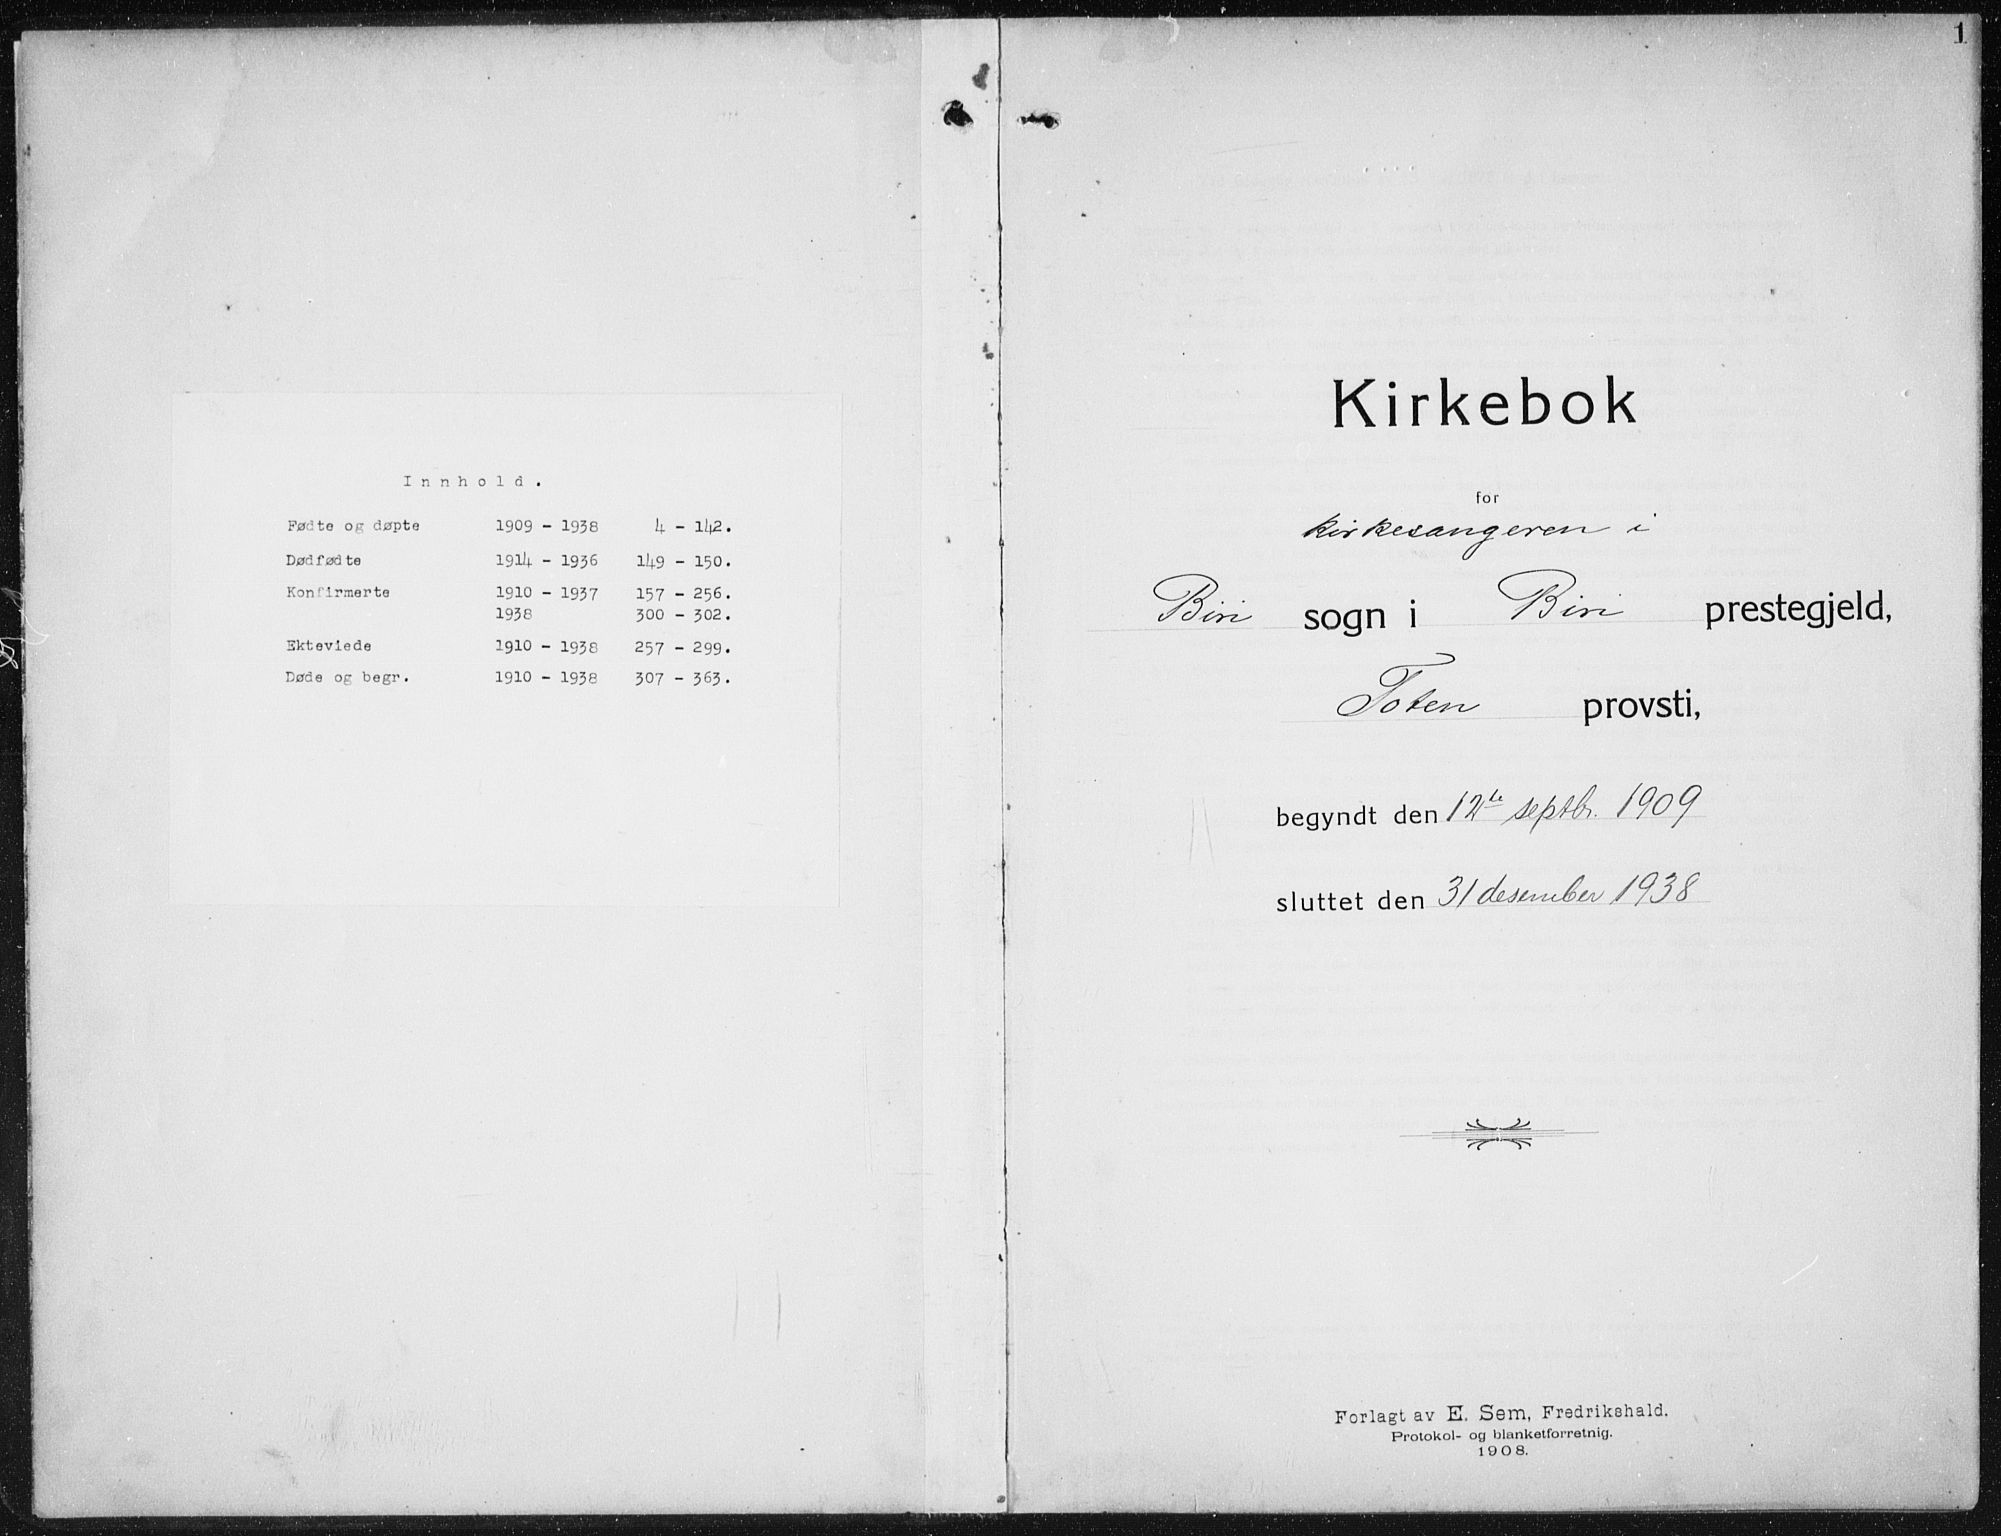 Innhold.
Fødte og døpte 1909 - 1938 4 - 142.
Dødfødte 1914 - 1936 149 - 150.
Konfirmerte 1910 - 1937 157 - 256.
1938 300 - 302.
Ekteviede 1910 - 1938 257 - 299.
Døde og begr. 1910 - 1938 307 - 363.
1
Kirkebok
for
kirkesangeren i
Biri sogn i Biri prestegjeld,
Toten provsti,
begyndt den 12te septbr. 1909
sluttet den 31 desember 1938
Forlagt av E. Sem, Fredrikshald.
Protokol- og blanketforretnig.
1908.